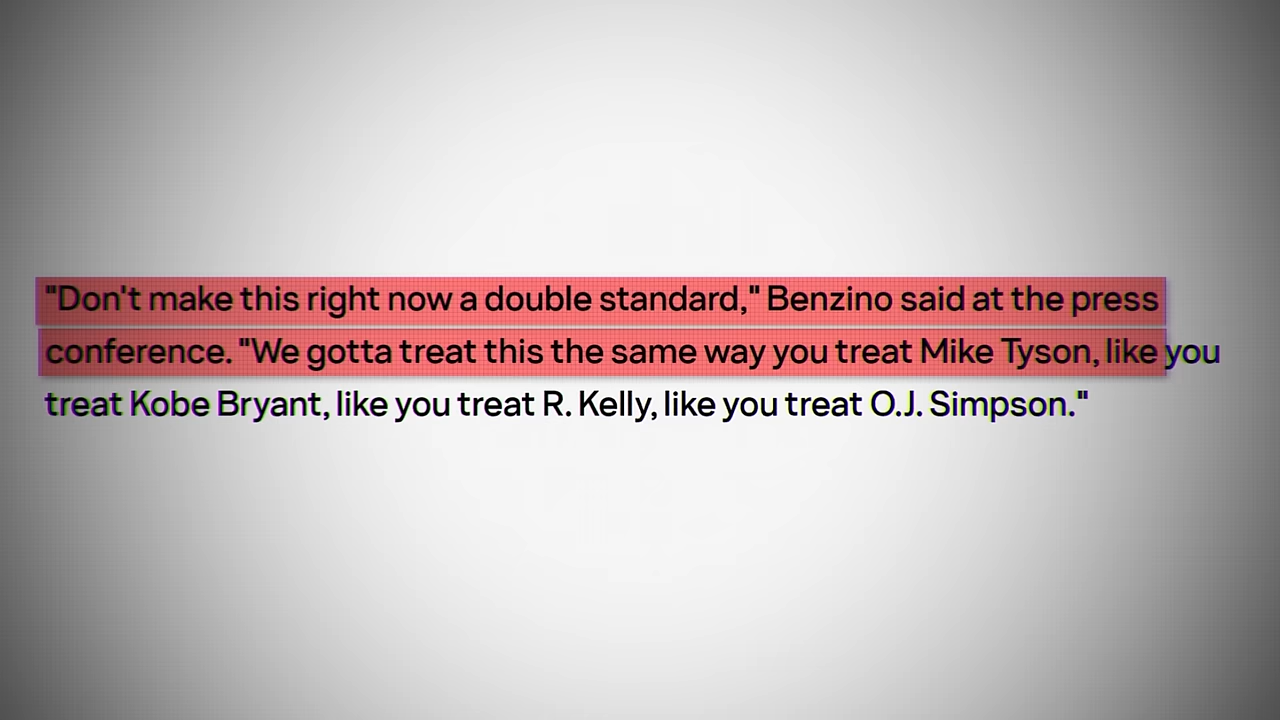 "Don't make this right now a double standard," Benzino said at the press
conference. "We gotta treat this the same way you treat Mike Tyson, like you
treat Kobe Bryant, like you treat R. Kelly, like you treat O.J. Simpson."